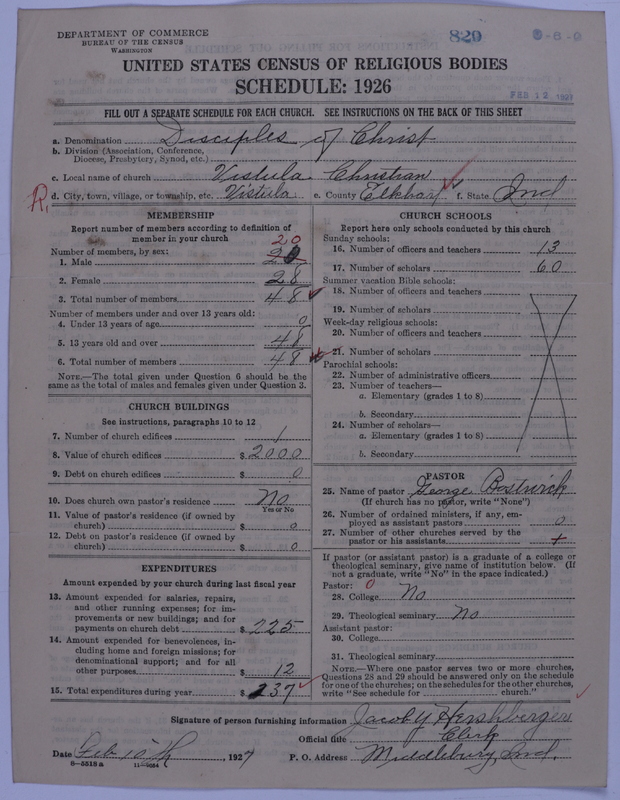 DEPARTMENT OF COMMERCE
BUREAU OF THE CENSUS
WASHINGTON
820
8-8-9
UNITED STATES CENSUS OF RELIGIOUS BODIES
SCHEDULE: 1926
FEB 12 1927
FILL OUT A SEPARATE SCHEDULE FOR EACH CHURCH. SEE INSTRUCTIONS ON THE BACK OF THIS SHEET
a. Denomination Disciples of Christ
b. Division (Association, Conference, Diocese, Presbytery, Synod, etc.)
c. Local name of church Vistula Christian
R. d. City, town, village, or township, etc. Vistula e. County Elkhart f. State Ind
MEMBERSHIP
Report number of members according to definition of member in your church
Number of members, by sex:
20
1. Male 20
2. Female 28
3. Total number of members 48
Number of members under and over 13 years old:
4. Under 13 years of age 0
5. 13 years old and over 48
6. Total number of members 48
NOTE.—The total given under Question 6 should be the same as the total of males and females given under Question 3.
CHURCH BUILDINGS
See instructions, paragraphs 10 to 12
7. Number of church edifices 1
8. Value of church edifices $ 2000
9. Debt on church edifices $ 0
10. Does church own pastor's residence No
Yes or No
11. Value of pastor's residence (if owned by church) $ 0
12. Debt on pastor's residence (if owned by church) $ 0
EXPENDITURES
Amount expended by your church during last fiscal year
13. Amount expended for salaries, repairs, and other running expenses; for improvements or new buildings; and for payments on church debt $ 225
14. Amount expended for benevolences, including home and foreign missions; for denominational support; and for all other purposes $ 12
15. Total expenditures during year $ 237
CHURCH SCHOOLS
Report here only schools conducted by this church
Sunday schools:
16. Number of officers and teachers 13
17. Number of scholars 60
Summer vacation Bible schools:
18. Number of officers and teachers
19. Number of scholars
Week-day religious schools:
20. Number of officers and teachers
21. Number of scholars
Parochial schools:
22. Number of administrative officers
23. Number of teachers—
a. Elementary (grades 1 to 8)
b. Secondary
24. Number of scholars—
a. Elementary (grades 1 to 8)
b. Secondary
PASTOR
25. Name of pastor George Bostwick
(If church has no pastor, write "None")
26. Number of ordained ministers, if any, employed as assistant pastors 0
27. Number of other churches served by the pastor or his assistants
If pastor (or assistant pastor) is a graduate of a college or theological seminary, give name of institution below. (If not a graduate, write "No" in the space indicated.)
Pastor: 0
28. College No
29. Theological seminary No
Assistant pastor:
30. College
31. Theological seminary
NOTE.—Where one pastor serves two or more churches, Questions 28 and 29 should be answered only on the schedule for one of the churches; on the schedules for the other churches, write "See schedule for church."
Signature of person furnishing information Jacob Y Hershberger
Official title Clerk
Date Feb 10th, 1927 P. O. Address Middlebury, Ind.
8-5518a 11-9064